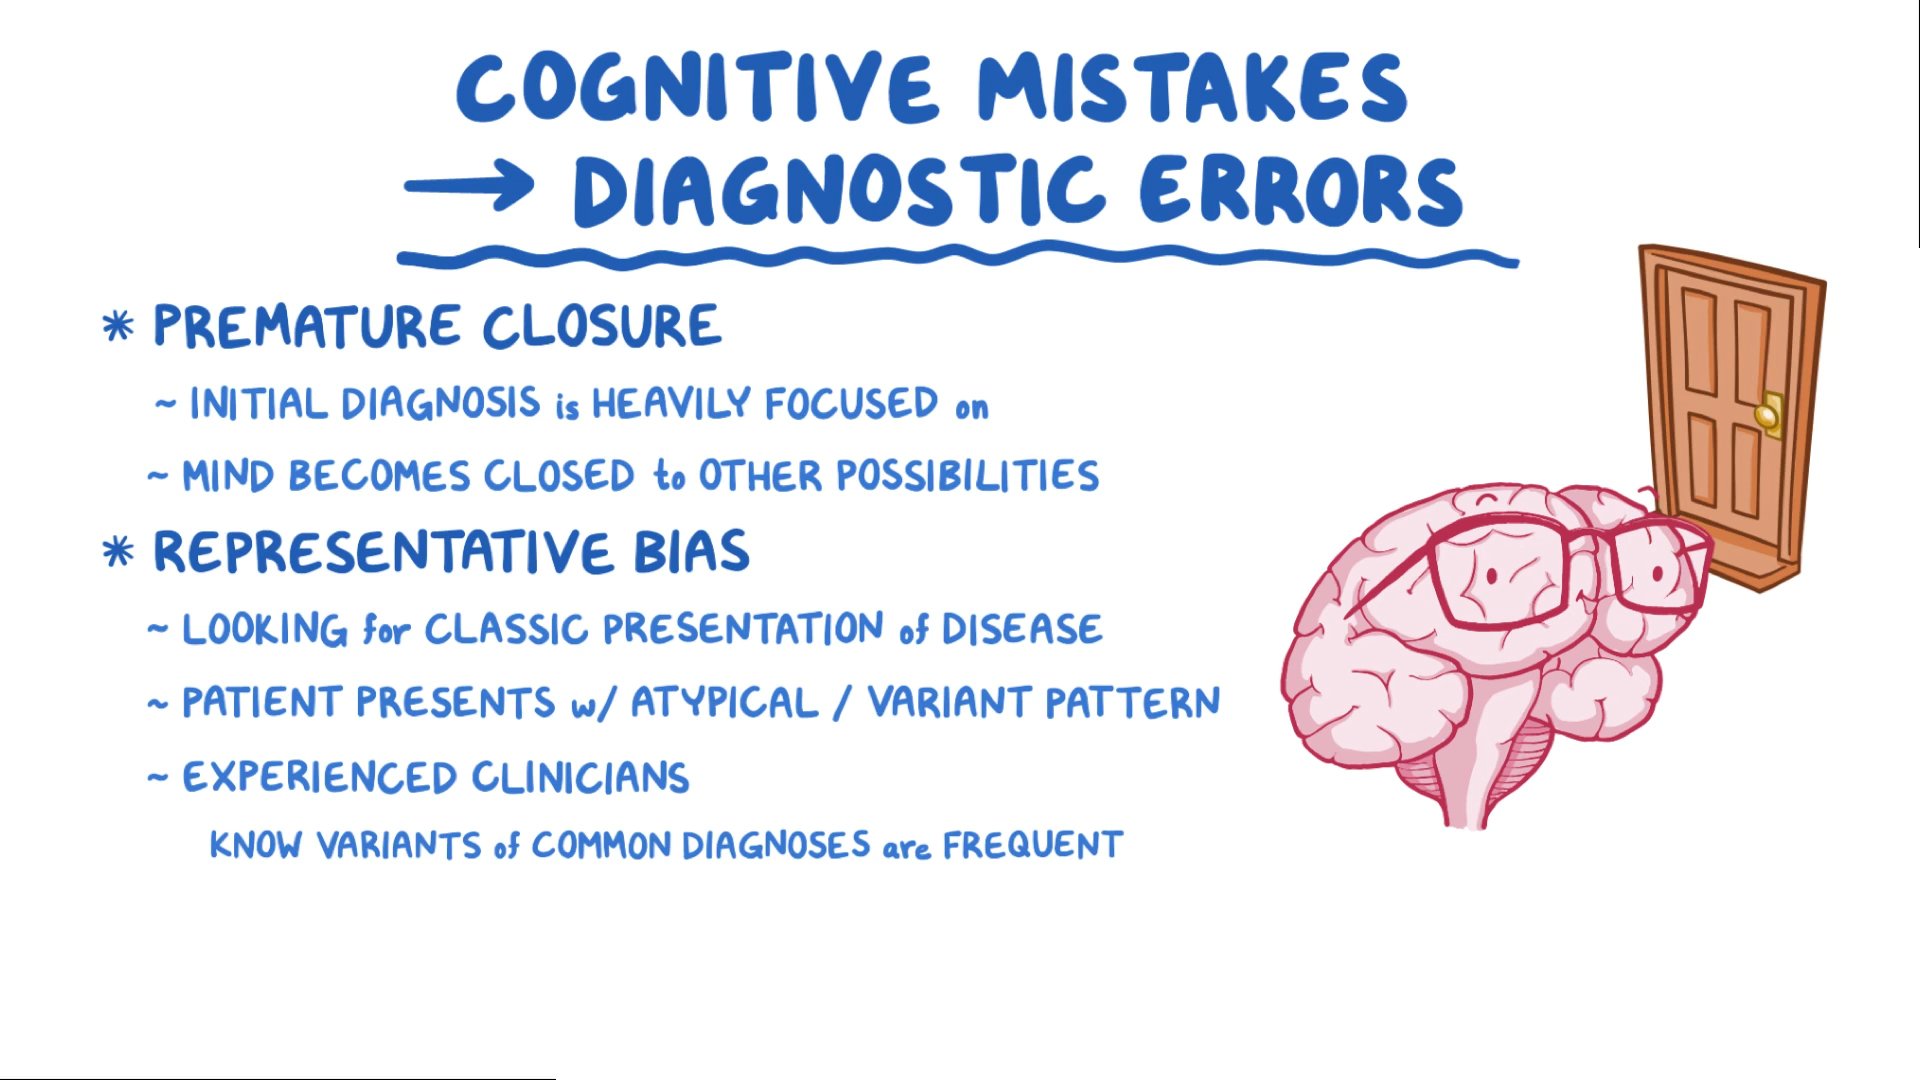 COGNITIVE MISTAKES
→ DIAGNOSTIC ERRORS
* PREMATURE CLOSURE
~ INITIAL DIAGNOSIS is HEAVILY FOCUSED on
~ MIND BECOMES CLOSED to OTHER POSSIBILITIES
* REPRESENTATIVE BIAS
~ LOOKING for CLASSIC PRESENTATION of DISEASE
~ PATIENT PRESENTS w/ ATYPICAL / VARIANT PATTERN
~ EXPERIENCED CLINICIANS
KNOW VARIANTS of COMMON DIAGNOSES are FREQUENT